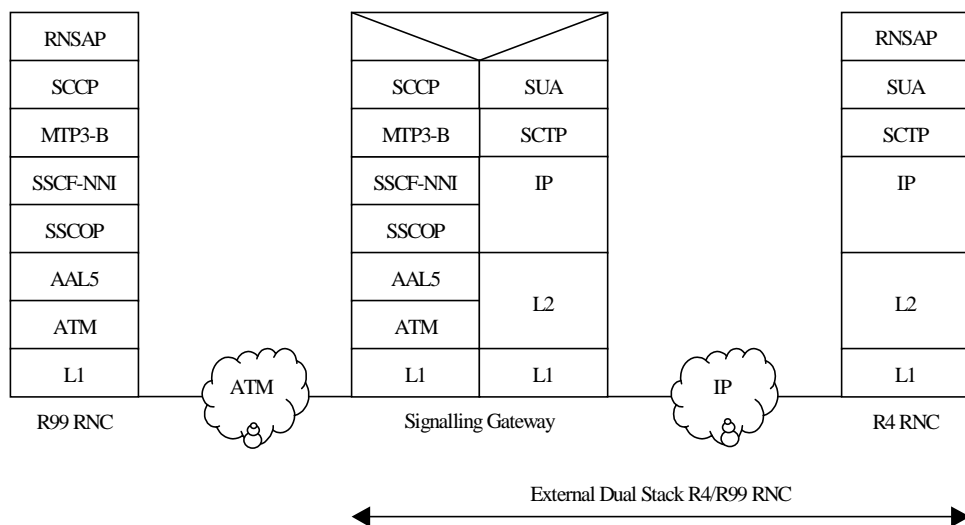 RNSAP
RNSAP
SCCP
SCCP
SUA
SUA
MTP3-B
MTP3-B
SCTP
SCTP
SSCF-NNI
SSCF-NNI
IP
IP
SSCOP
SSCOP
AAL5
AAL5
L2
L2
ATM
ATM
L1
ATM
L1
L1
IP
L1
R99 RNC
Signalling Gateway
R4 RNC
External Dual Stack R4/R99 RNC